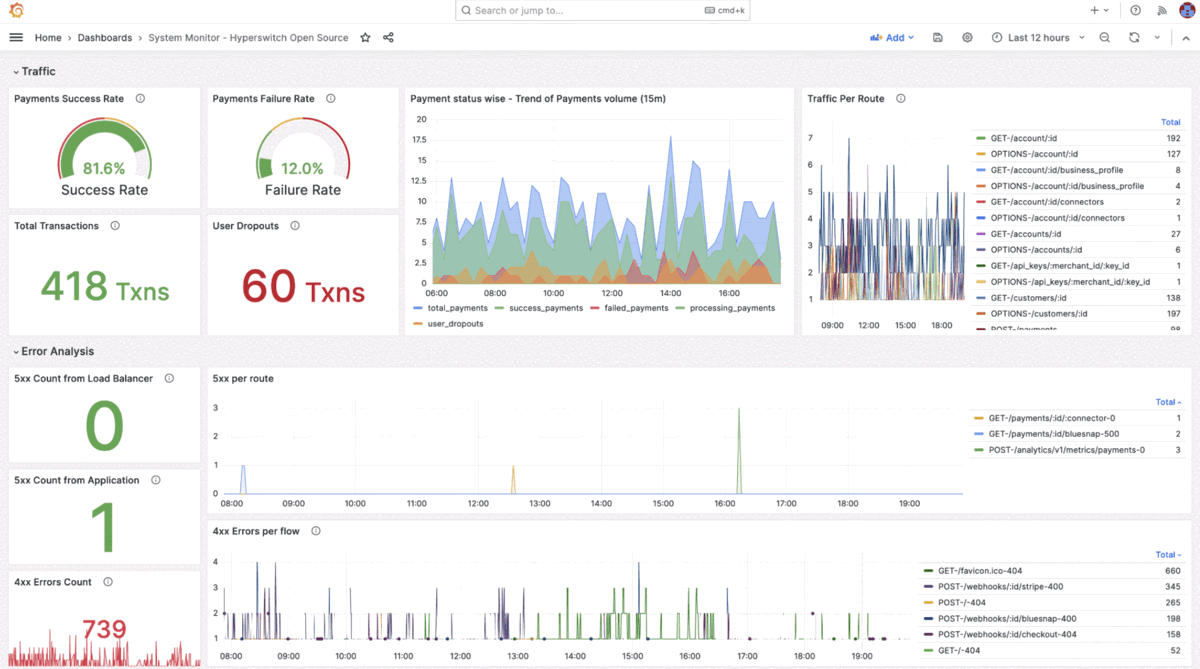 Search or jump to...
cmd+k
Home › Dashboards › System Monitor - Hyperswitch Open Source
Add
Last 12 hours
Traffic
Payments Success Rate
81.6%
Success Rate
Payments Failure Rate
12.0%
Failure Rate
Total Transactions
418 Txns
User Dropouts
60 Txns
Payment status wise - Trend of Payments volume (15m)
20
17.5
15
12.5
10
7.5
5
2.5
0
06:00 08:00 10:00 12:00 14:00 16:00
total_payments success_payments failed_payments processing_payments
user_dropouts
Traffic Per Route
7
6
5
4
3
2
1
09:00 12:00 15:00 18:00
Total
GET-/account/:id 192
OPTIONS-/account/:id 127
GET-/account/:id/business_profile 8
OPTIONS-/account/:id/business_profile 4
GET-/account/:id/connectors 2
OPTIONS-/account/:id/connectors 1
GET-/accounts/:id 27
OPTIONS-/accounts/:id 6
GET-/api_keys/:merchant_id/:key_id 1
OPTIONS-/api_keys/:merchant_id/:key_id 1
GET-/customers/:id 138
OPTIONS-/customers/:id 197
POST-/payments 98
Error Analysis
5xx Count from Load Balancer
0
5xx Count from Application
1
4xx Errors Count
739
5xx per route
3
2
1
0
08:00 09:00 10:00 11:00 12:00 13:00 14:00 15:00 16:00 17:00 18:00 19:00
Total
GET-/payments/:id/:connector-0 1
GET-/payments/:id/bluesnap-500 2
POST-/analytics/v1/metrics/payments-0 3
4xx Errors per flow
4
3
2
1
08:00 09:00 10:00 11:00 12:00 13:00 14:00 15:00 16:00 17:00 18:00 19:00
Total
GET-/favicon.ico-404 660
POST-/webhooks/:id/stripe-400 345
POST-/-404 265
POST-/webhooks/:id/bluesnap-400 198
POST-/webhooks/:id/checkout-404 158
GET-/-404 52